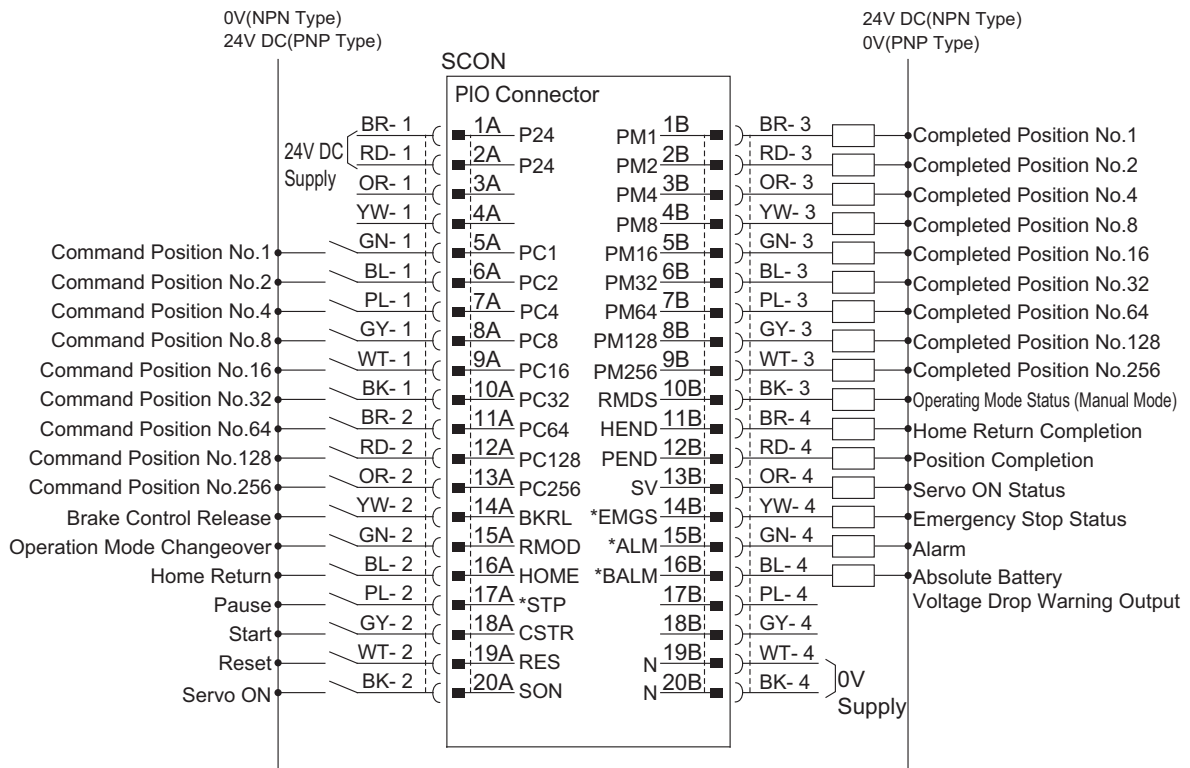 0V(NPN Type)
24V DC(PNP Type)
24V DC(NPN Type)
0V(PNP Type)
SCON
PIO Connector
24V DC
Supply
BR- 1 1A P24 PM1 1B BR- 3 Completed Position No.1
RD- 1 2A P24 PM2 2B RD- 3 Completed Position No.2
OR- 1 3A PM4 3B OR- 3 Completed Position No.4
YW- 1 4A PM8 4B YW- 3 Completed Position No.8
Command Position No.1 GN- 1 5A PC1 PM16 5B GN- 3 Completed Position No.16
Command Position No.2 BL- 1 6A PC2 PM32 6B BL- 3 Completed Position No.32
Command Position No.4 PL- 1 7A PC4 PM64 7B PL- 3 Completed Position No.64
Command Position No.8 GY- 1 8A PC8 PM128 8B GY- 3 Completed Position No.128
Command Position No.16 WT- 1 9A PC16 PM256 9B WT- 3 Completed Position No.256
Command Position No.32 BK- 1 10A PC32 RMDS 10B BK- 3 Operating Mode Status (Manual Mode)
Command Position No.64 BR- 2 11A PC64 HEND 11B BR- 4 Home Return Completion
Command Position No.128 RD- 2 12A PC128 PEND 12B RD- 4 Position Completion
Command Position No.256 OR- 2 13A PC256 SV 13B OR- 4 Servo ON Status
Brake Control Release YW- 2 14A BKRL *EMGS 14B YW- 4 Emergency Stop Status
Operation Mode Changeover GN- 2 15A RMOD *ALM 15B GN- 4 Alarm
Home Return BL- 2 16A HOME *BALM 16B BL- 4 Absolute Battery
Voltage Drop Warning Output
Pause PL- 2 17A *STP 17B PL- 4
Start GY- 2 18A CSTR 18B GY- 4
Reset WT- 2 19A RES N 19B WT- 4
Servo ON BK- 2 20A SON N 20B BK- 4
0V
Supply